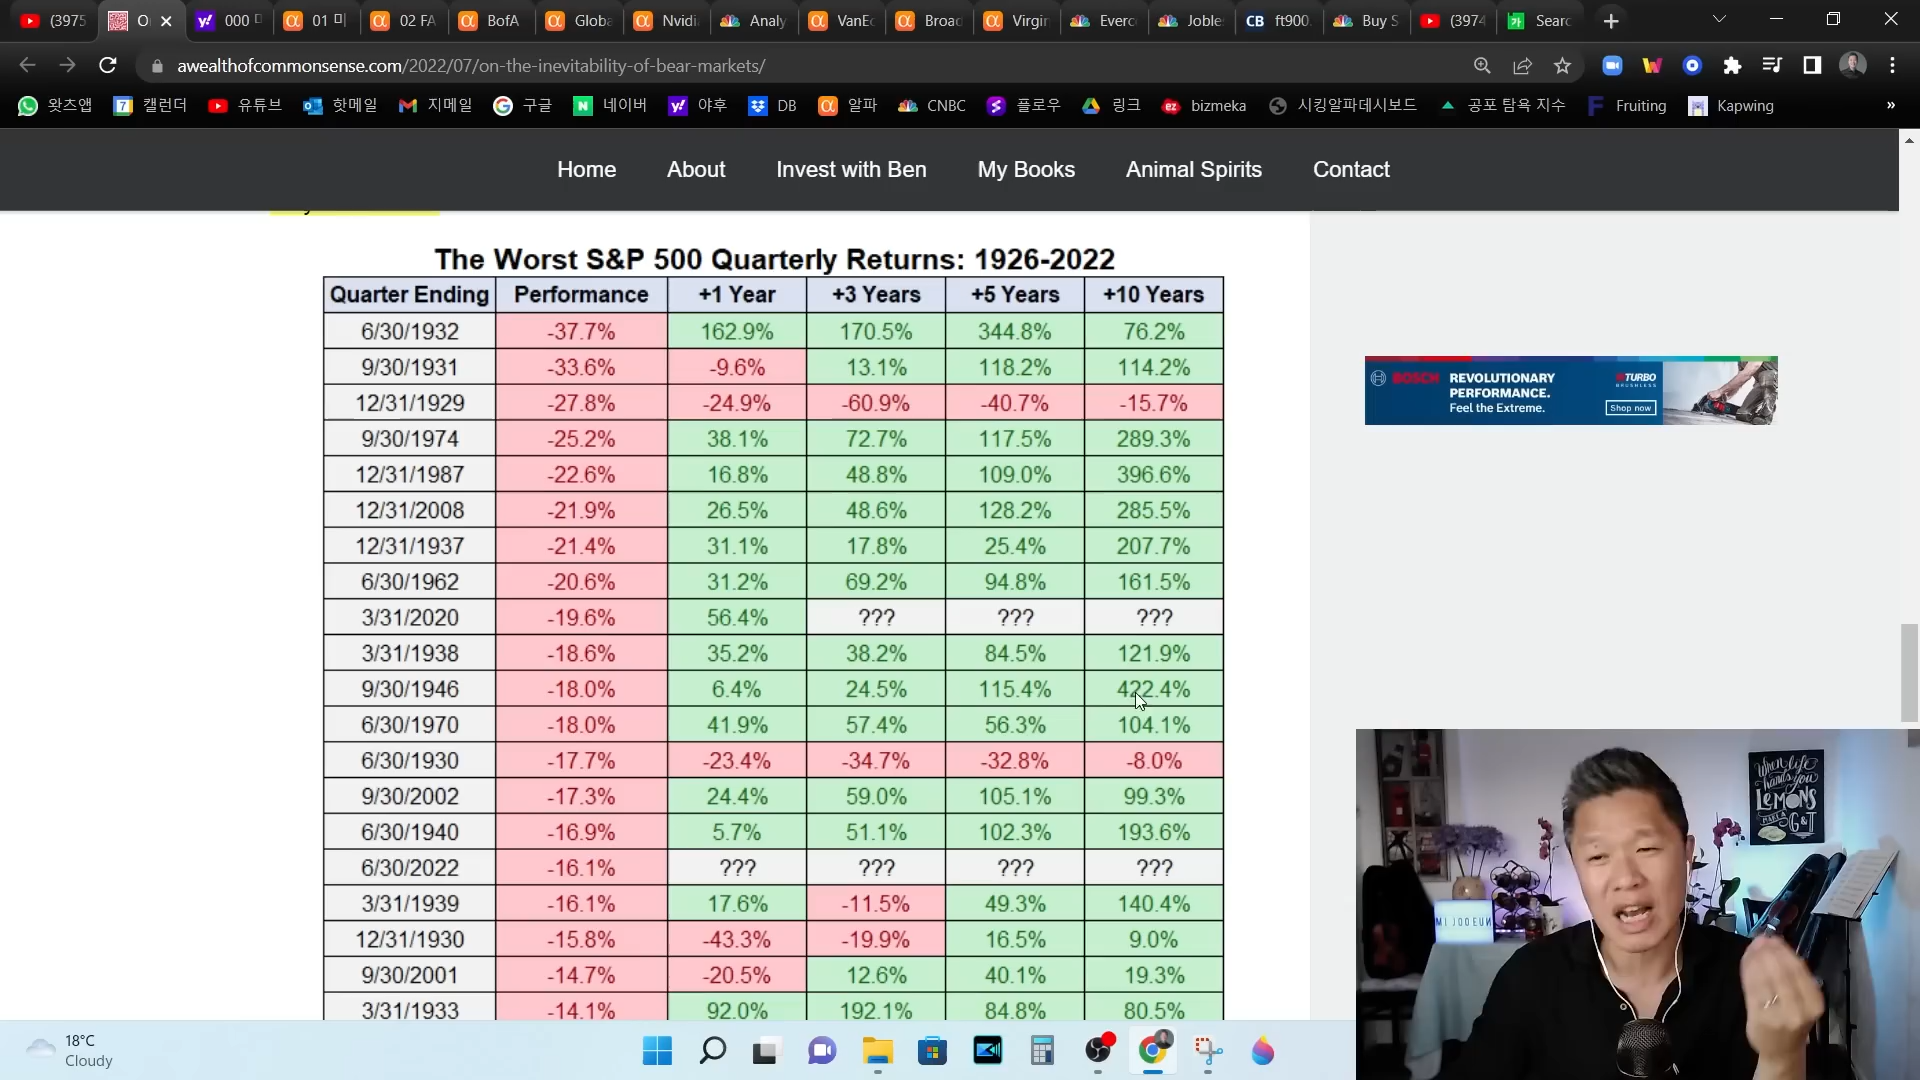 (3975
O
000
01 미
02 FA
BofA
Globa
Nvidi
Analy
VanEc
Broad
Virgin
Everc
Joble
CB ft900.
Buy S
(3974
Searc
awealthofcommonsense.com/2022/07/on-the-inevitability-of-bear-markets/
왓츠앱
캘린더
유튜브
핫메일
지메일
구글
네이버
야후
DB
알파
CNBC
플로우
링크
bizmeka
시킹알파데시보드
공포 탐욕 지수
Fruiting
Kapwing
»
Home About Invest with Ben My Books Animal Spirits Contact
The Worst S&P 500 Quarterly Returns: 1926-2022
Quarter Ending Performance +1 Year +3 Years +5 Years +10 Years
6/30/1932 -37.7% 162.9% 170.5% 344.8% 76.2%
9/30/1931 -33.6% -9.6% 13.1% 118.2% 114.2%
12/31/1929 -27.8% -24.9% -60.9% -40.7% -15.7%
9/30/1974 -25.2% 38.1% 72.7% 117.5% 289.3%
12/31/1987 -22.6% 16.8% 48.8% 109.0% 396.6%
12/31/2008 -21.9% 26.5% 48.6% 128.2% 285.5%
12/31/1937 -21.4% 31.1% 17.8% 25.4% 207.7%
6/30/1962 -20.6% 31.2% 69.2% 94.8% 161.5%
3/31/2020 -19.6% 56.4% ??? ??? ???
3/31/1938 -18.6% 35.2% 38.2% 84.5% 121.9%
9/30/1946 -18.0% 6.4% 24.5% 115.4% 422.4%
6/30/1970 -18.0% 41.9% 57.4% 56.3% 104.1%
6/30/1930 -17.7% -23.4% -34.7% -32.8% -8.0%
9/30/2002 -17.3% 24.4% 59.0% 105.1% 99.3%
6/30/1940 -16.9% 5.7% 51.1% 102.3% 193.6%
6/30/2022 -16.1% ??? ??? ??? ???
3/31/1939 -16.1% 17.6% -11.5% 49.3% 140.4%
12/31/1930 -15.8% -43.3% -19.9% 16.5% 9.0%
9/30/2001 -14.7% -20.5% 12.6% 40.1% 19.3%
3/31/1933 -14.1% 92.0% 192.1% 84.8% 80.5%
BOSCH
REVOLUTIONARY
PERFORMANCE.
Feel the Extreme.
TURBO
BRUSHLESS
Shop now
When life
hands you
LEMONS
MAKE A
G&T
18°C
Cloudy